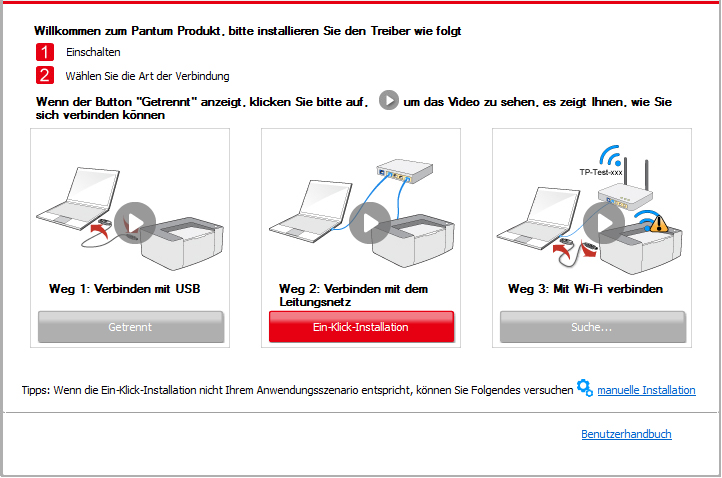 Willkommen zum Pantum Produkt, bitte installieren Sie den Treiber wie folgt
1 Einschalten
2 Wählen Sie die Art der Verbindung
Wenn der Button "Getrennt" anzeigt, klicken Sie bitte auf, um das Video zu sehen, es zeigt Ihnen, wie Sie
sich verbinden können
TP-Test-xxx
Weg 1: Verbinden mit USB
Getrennt
Weg 2: Verbinden mit dem
Leitungsnetz
Ein-Klick-Installation
Weg 3: Mit Wi-Fi verbinden
Suche...
Tipps: Wenn die Ein-Klick-Installation nicht Ihrem Anwendungsszenario entspricht, können Sie Folgendes versuchen manuelle Installation
Benutzerhandbuch